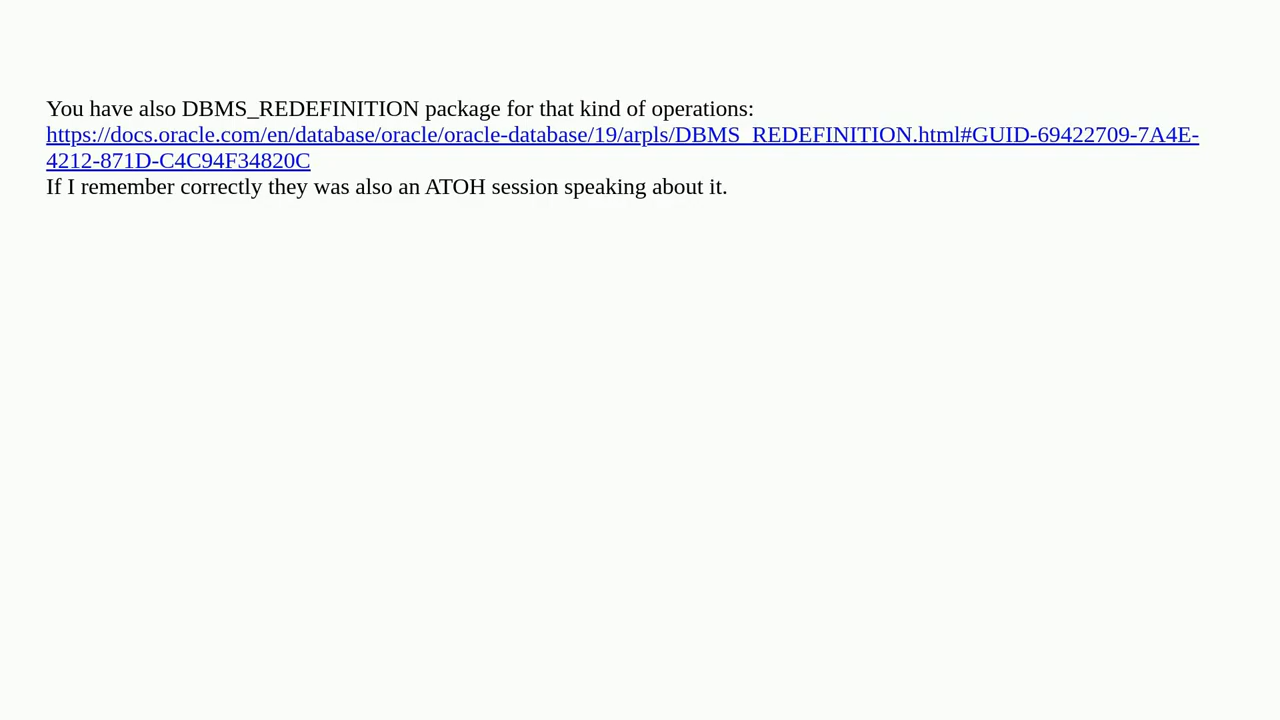 You have also DBMS_REDEFINITION package for that kind of operations:
https://docs.oracle.com/en/database/oracle/oracle-database/19/arpls/DBMS_REDEFINITION.html#GUID-69422709-7A4E-
4212-871D-C4C94F34820C
If I remember correctly they was also an ATOH session speaking about it.